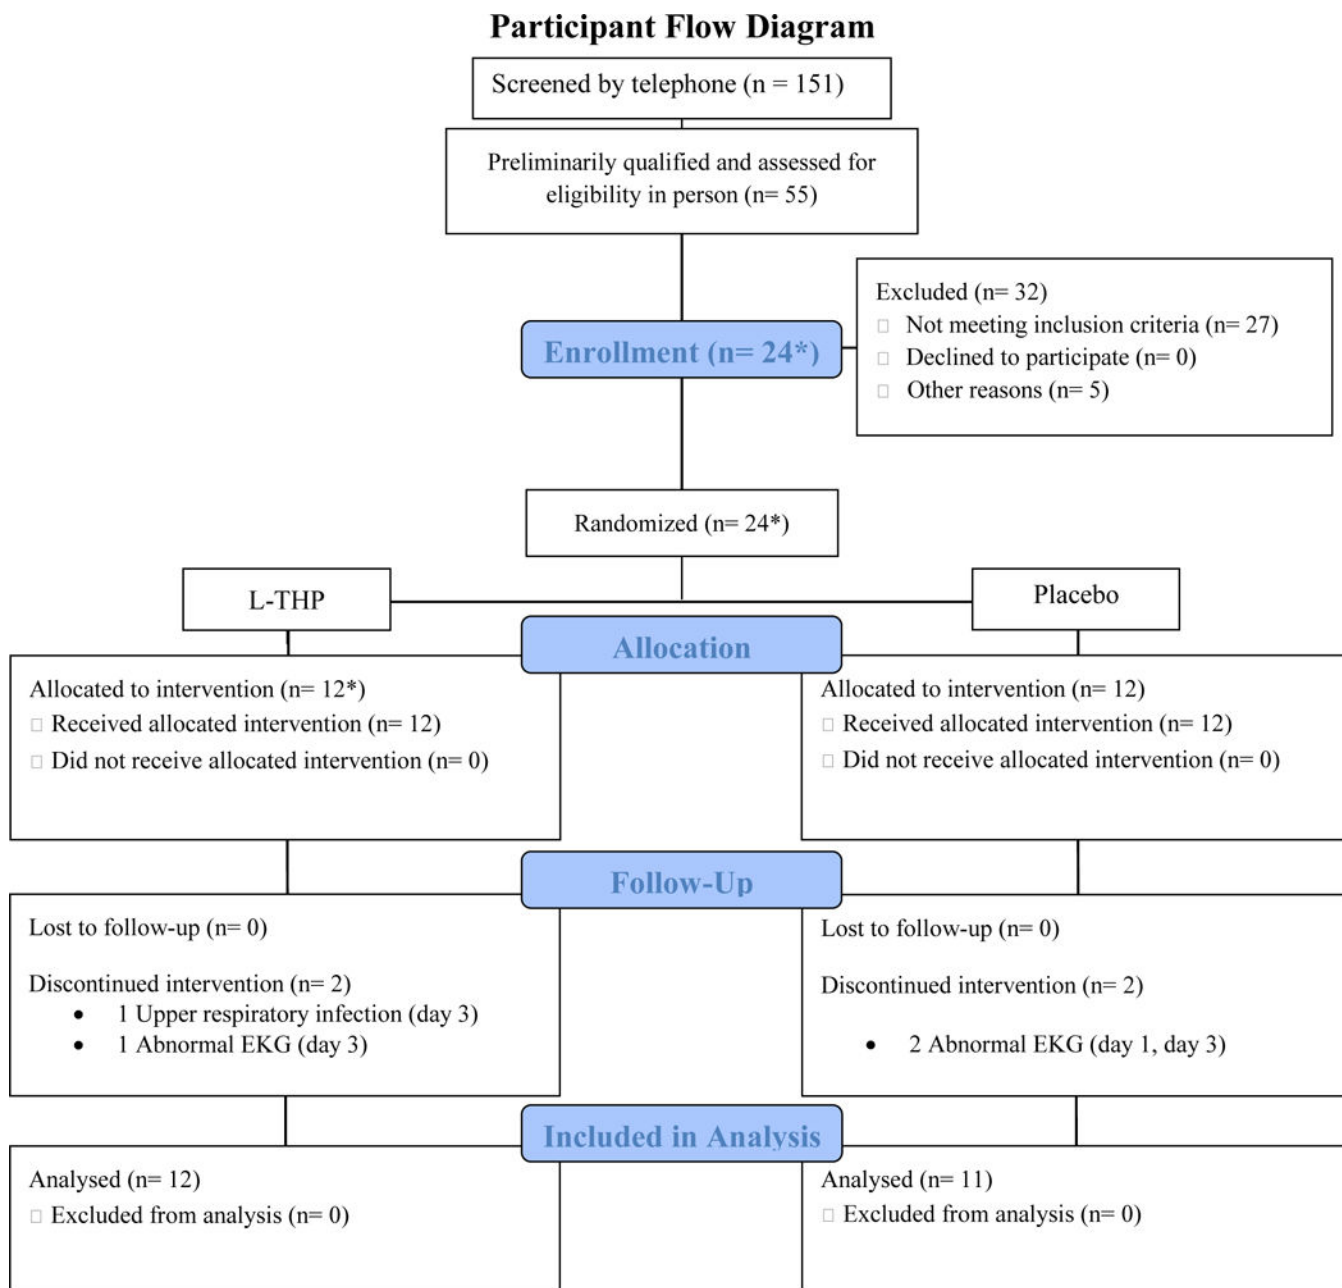 Participant Flow Diagram
Screened by telephone (n = 151)
Preliminarily qualified and assessed for
eligibility in person (n= 55)
Excluded (n= 32)
□ Not meeting inclusion criteria (n= 27)
□ Declined to participate (n= 0)
□ Other reasons (n= 5)
Enrollment (n= 24*)
Randomized (n= 24*)
L-THP
Placebo
Allocation
Allocated to intervention (n= 12*)
□ Received allocated intervention (n= 12)
□ Did not receive allocated intervention (n= 0)
Allocated to intervention (n= 12)
□ Received allocated intervention (n= 12)
□ Did not receive allocated intervention (n= 0)
Follow-Up
Lost to follow-up (n= 0)
Discontinued intervention (n= 2)
• 1 Upper respiratory infection (day 3)
• 1 Abnormal EKG (day 3)
Lost to follow-up (n= 0)
Discontinued intervention (n= 2)
• 2 Abnormal EKG (day 1, day 3)
Included in Analysis
Analysed (n= 12)
□ Excluded from analysis (n= 0)
Analysed (n= 11)
□ Excluded from analysis (n= 0)